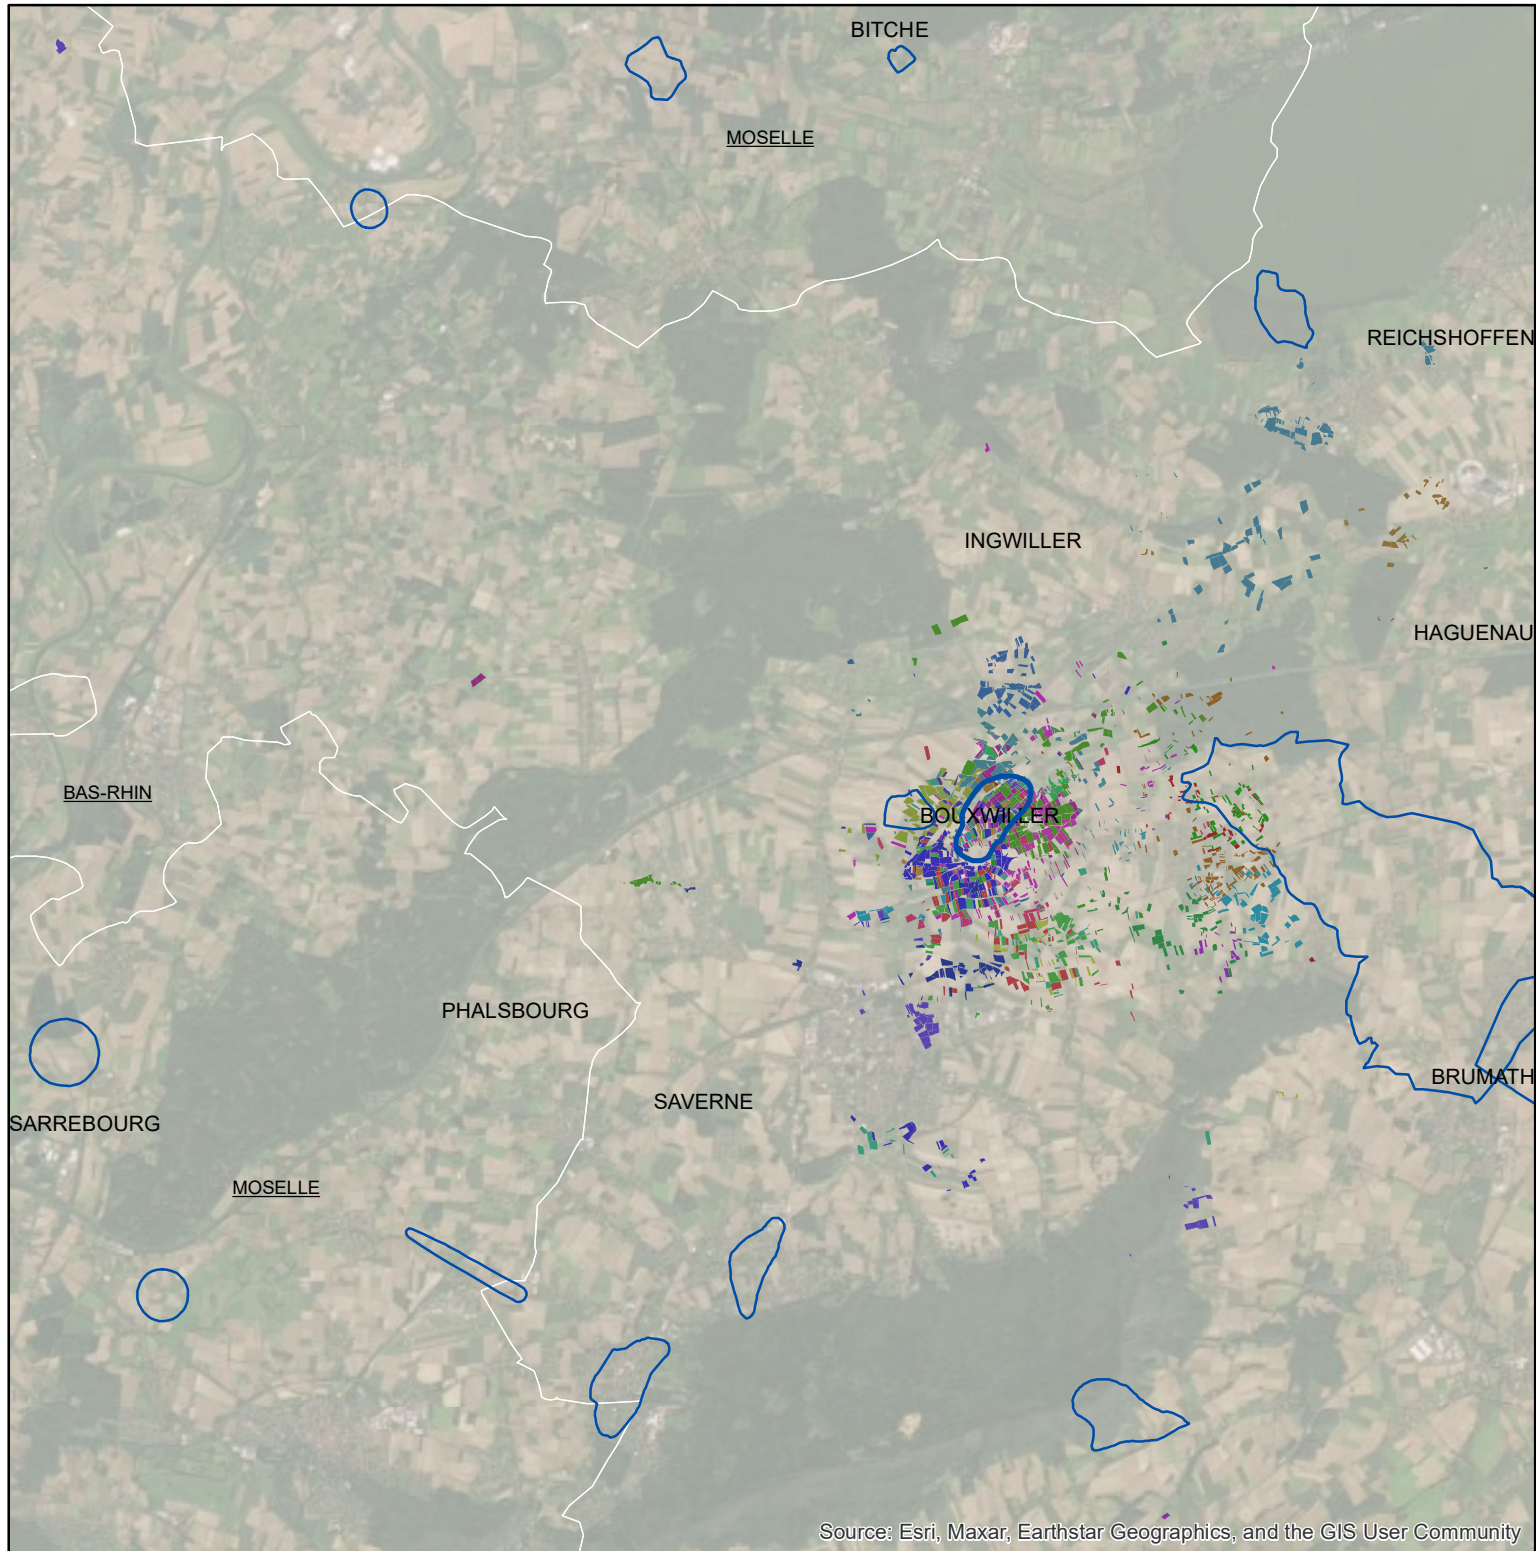 BITCHE
MOSELLE
REICHSHOFFEN
INGWILLER
HAGUENAU
BAS-RHIN
BOUXWILLER
PHALSBOURG
BRUMATH
SAVERNE
SARREBOURG
MOSELLE
Source: Esri, Maxar, Earthstar Geographics, and the GIS User Community